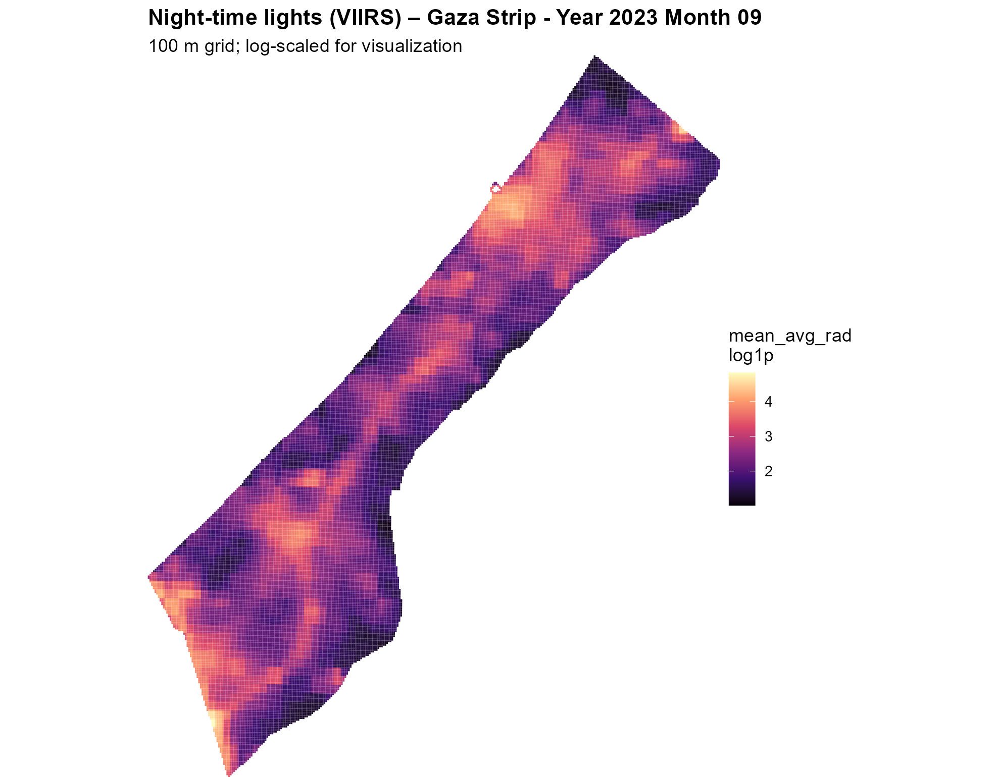 Night-time lights (VIIRS) – Gaza Strip - Year 2023 Month 09
100 m grid; log-scaled for visualization
mean_avg_rad
log1p
4
3
2